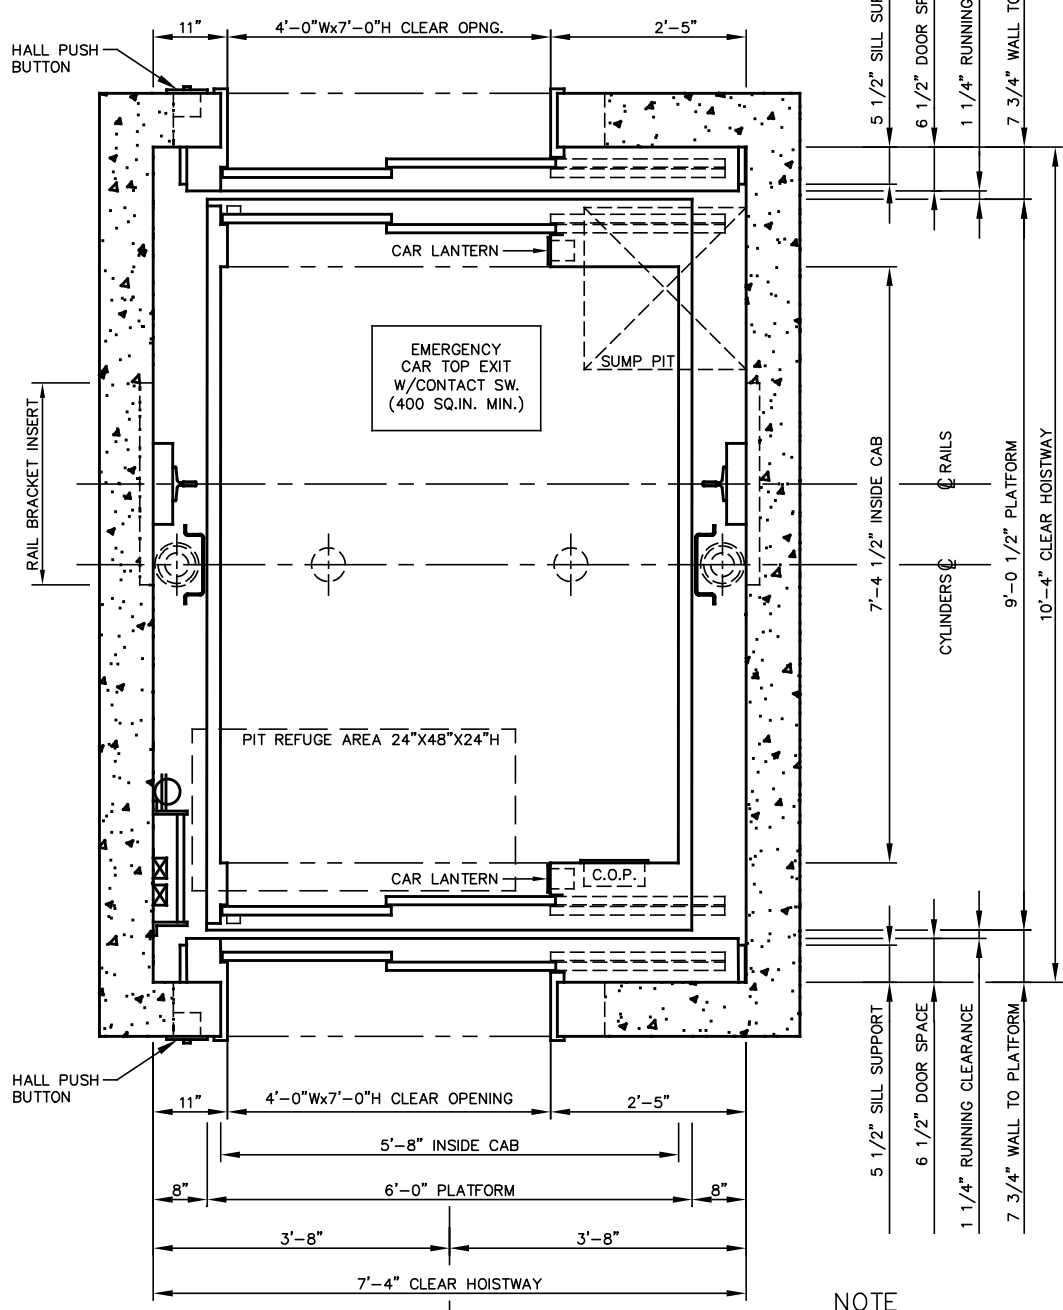 11"
4'-0"Wx7'-0"H CLEAR OPNG.
2'-5"
HALL PUSH
BUTTON
5 1/2" SILL
6 1/2" DOOR
1 1/4" RUNNING
7 3/4" WALL
CAR LANTERN
EMERGENCY
CAR TOP EXIT
W/CONTACT SW.
(400 SQ.IN. MIN.)
SUMP PIT
RAIL BRACKET INSERT
7'-4 1/2" INSIDE CAB
℄ RAILS
CYLINDERS ℄
9'-0 1/2" PLATFORM
10'-4" CLEAR HOISTWAY
PIT REFUGE AREA 24"X48"X24"H
CAR LANTERN
C.O.P.
HALL PUSH
BUTTON
5 1/2" SILL SUPPORT
6 1/2" DOOR SPACE
1 1/4" RUNNING CLEARANCE
7 3/4" WALL TO PLATFORM
11"
4'-0"Wx7'-0"H CLEAR OPENING
2'-5"
5'-8" INSIDE CAB
8"
6'-0" PLATFORM
8"
3'-8"
3'-8"
7'-4" CLEAR HOISTWAY
NOTE